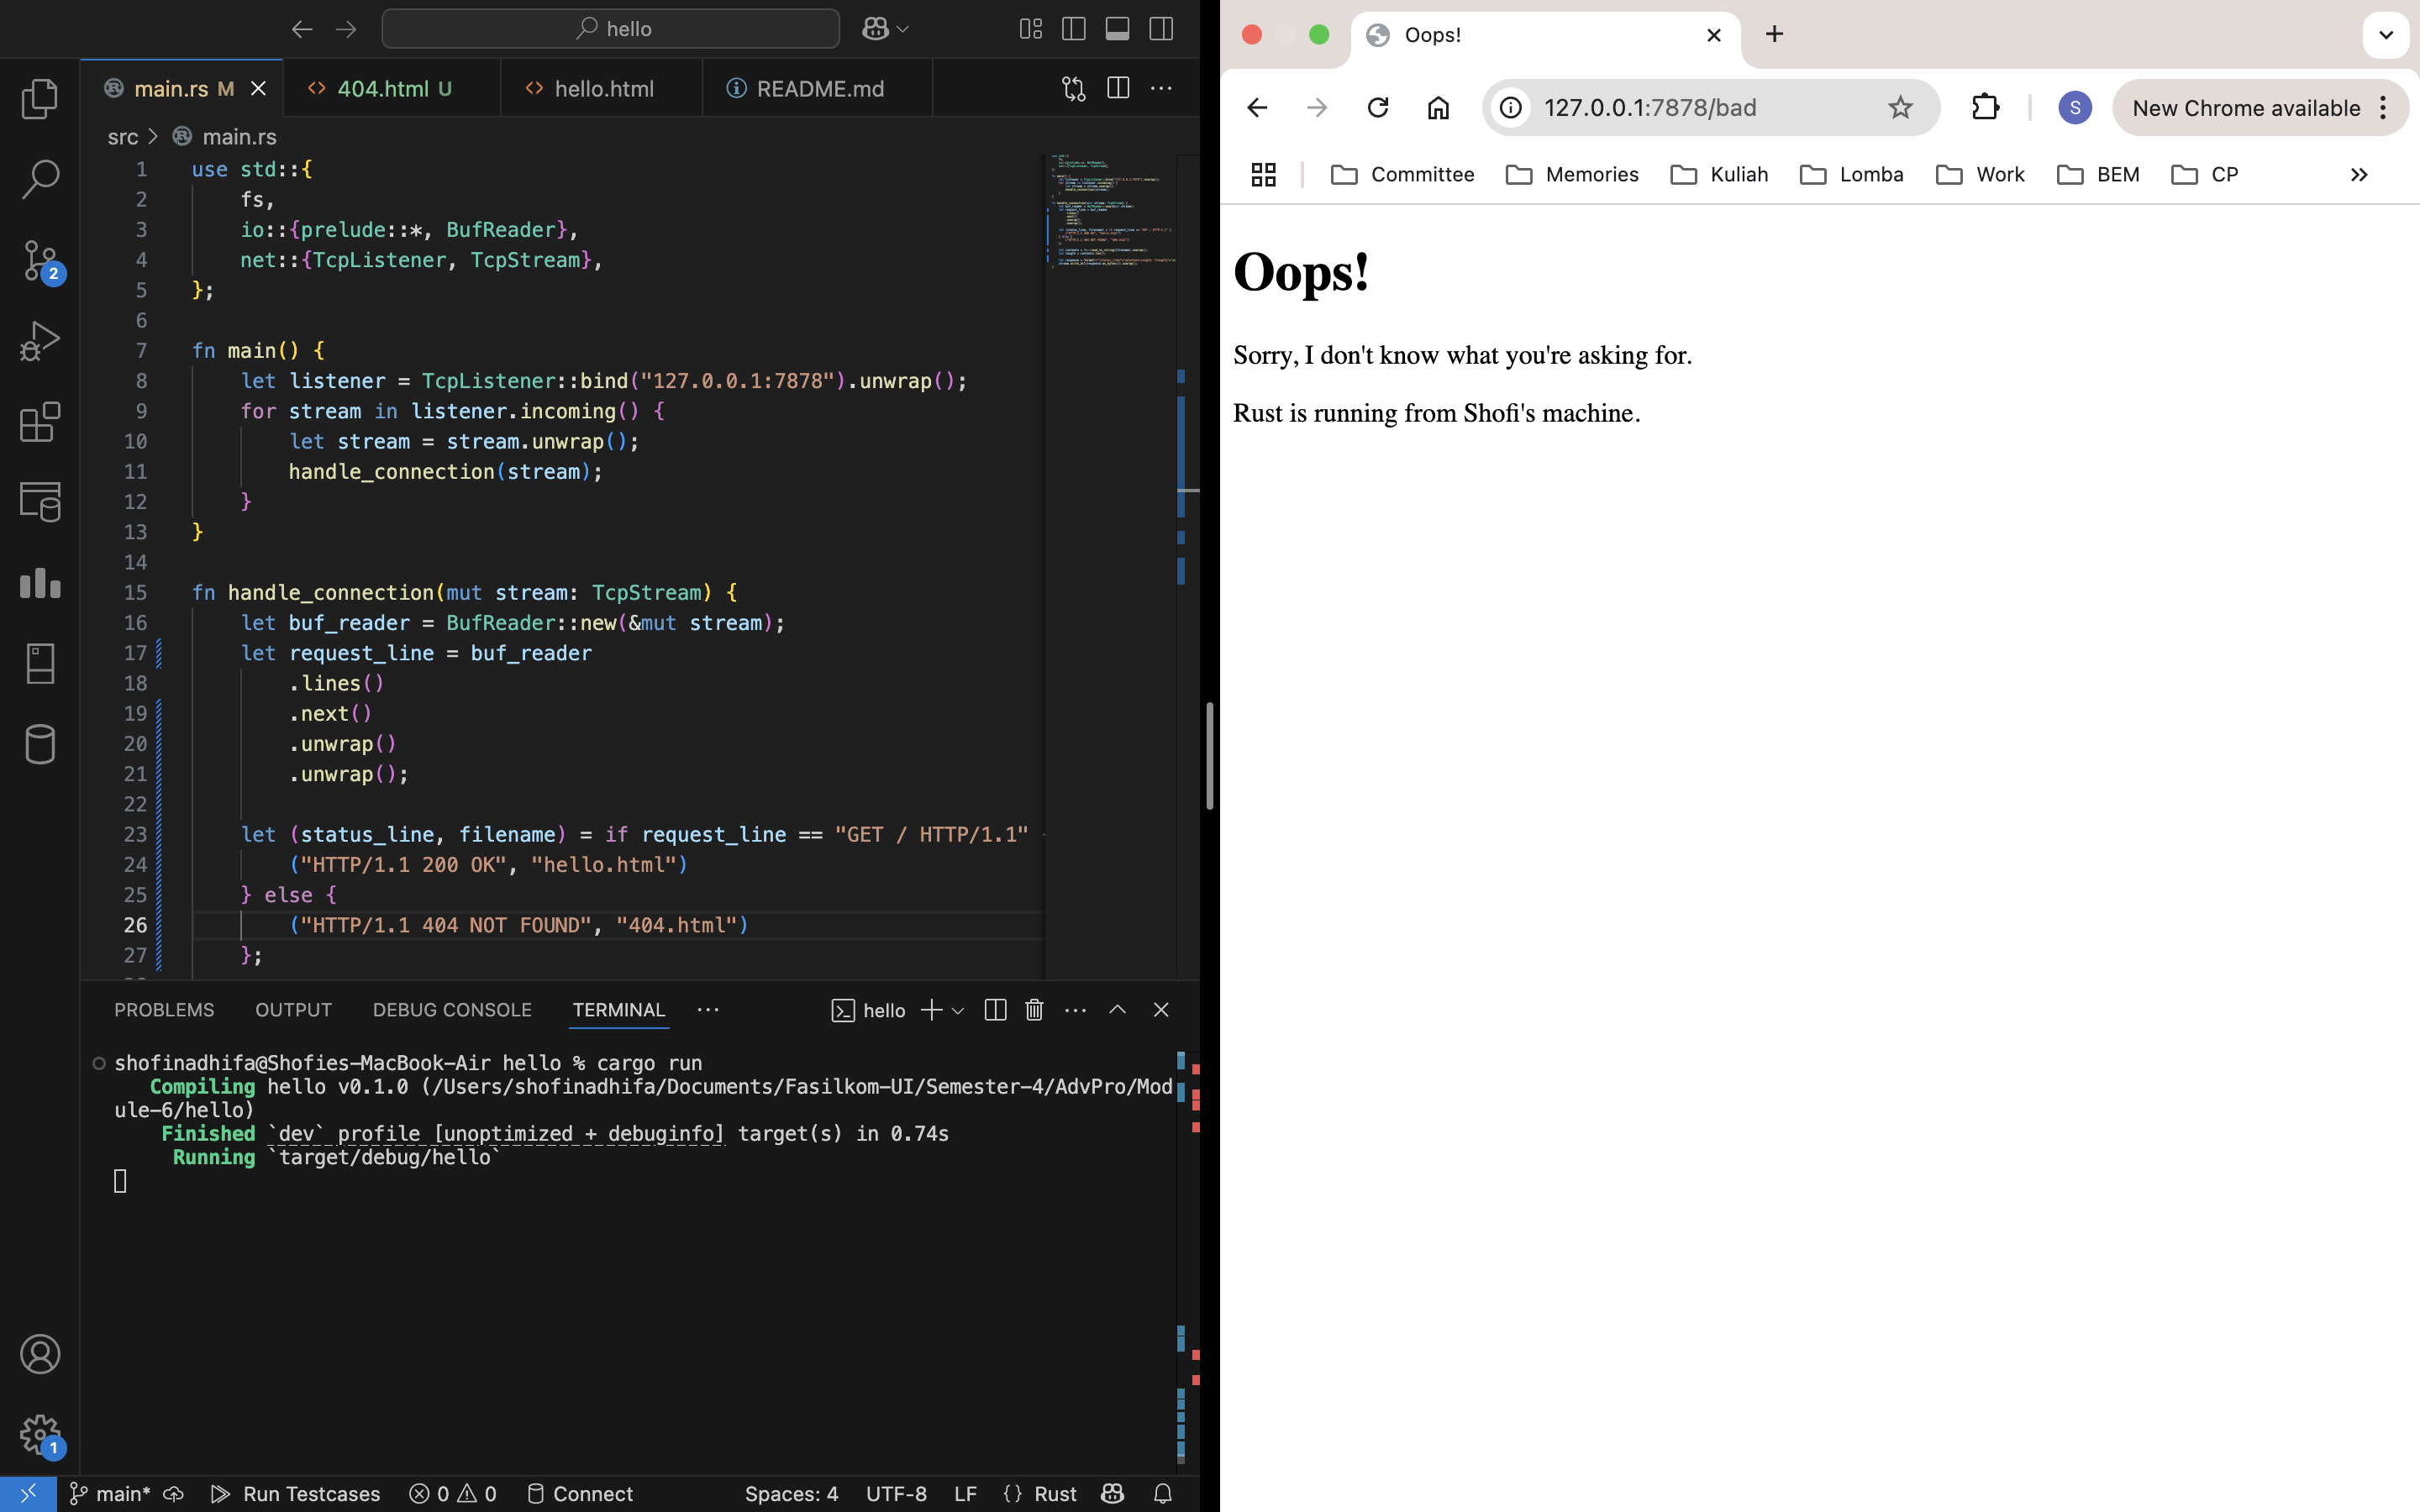 hello
main.rs M
404.html U
hello.html
README.md
src > main.rs
1 use std::{
2 fs,
3 io::{prelude::*, BufReader},
4 net::{TcpListener, TcpStream},
5 };
6
7 fn main() {
8 let listener = TcpListener::bind("127.0.0.1:7878").unwrap();
9 for stream in listener.incoming() {
10 let stream = stream.unwrap();
11 handle_connection(stream);
12 }
13 }
14
15 fn handle_connection(mut stream: TcpStream) {
16 let buf_reader = BufReader::new(&mut stream);
17 let request_line = buf_reader
18 .lines()
19 .next()
20 .unwrap()
21 .unwrap();
22
23 let (status_line, filename) = if request_line == "GET / HTTP/1.1"
24 ("HTTP/1.1 200 OK", "hello.html")
25 } else {
26 ("HTTP/1.1 404 NOT FOUND", "404.html")
27 };
2
PROBLEMS OUTPUT DEBUG CONSOLE TERMINAL
hello
shofinadhifa@Shofies-MacBook-Air hello % cargo run
Compiling hello v0.1.0 (/Users/shofinadhifa/Documents/Fasilkom-UI/Semester-4/AdvPro/Mod
ule-6/hello)
Finished `dev` profile [unoptimized + debuginfo] target(s) in 0.74s
Running `target/debug/hello`
1
main* Run Testcases 0 0 Connect Spaces: 4 UTF-8 LF {} Rust
Oops!
127.0.0.1:7878/bad
S
New Chrome available
Committee Memories Kuliah Lomba Work BEM CP
Oops!
Sorry, I don't know what you're asking for.
Rust is running from Shofi's machine.